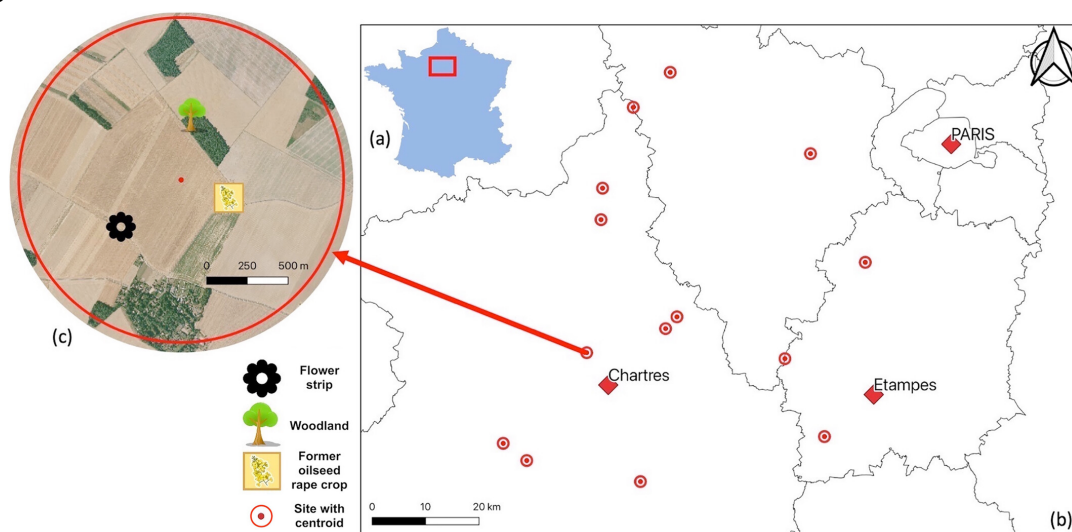 (a)
PARIS
0 250 500 m
(c)
Chartres
Etampes
Flower
strip
Woodland
Former
oilseed
rape crop
Site with
centroid
0 10 20 km
(b)